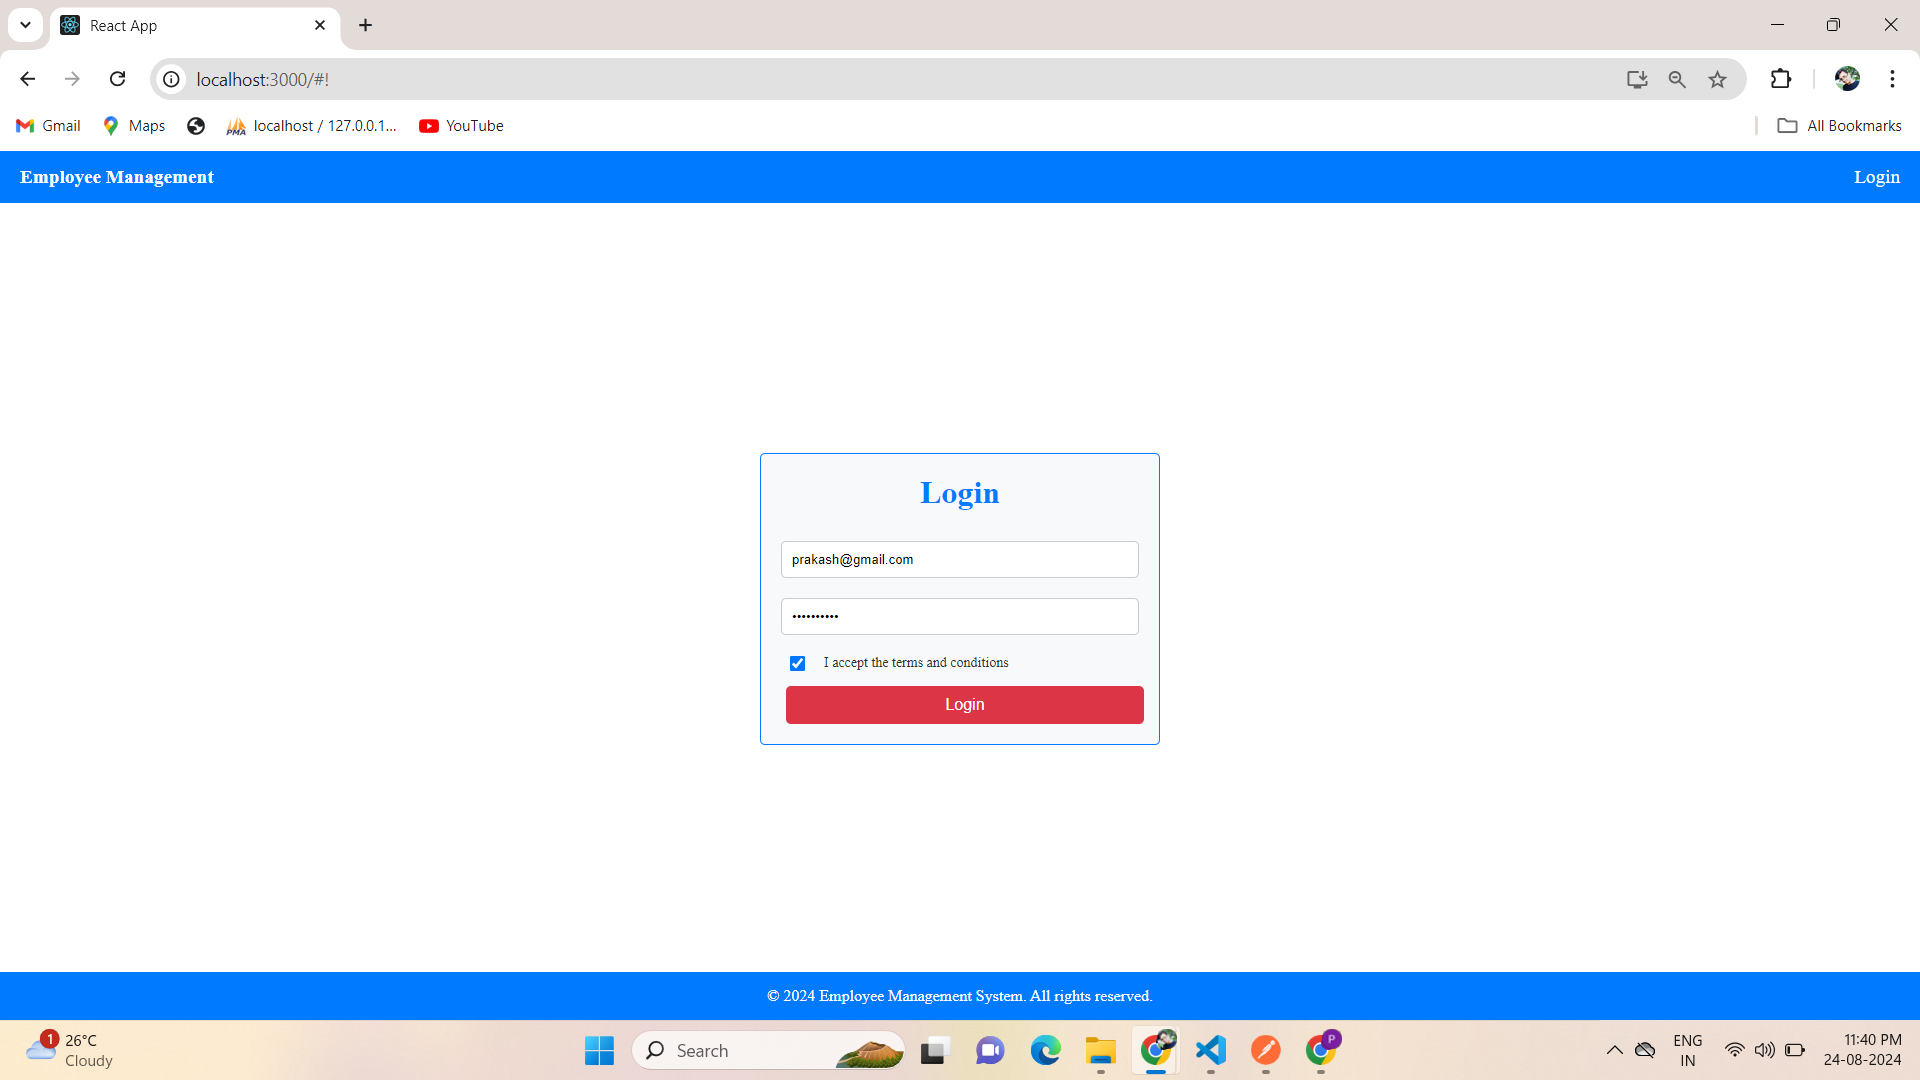 React App
localhost:3000/#!
Gmail
Maps
PMA
localhost / 127.0.0.1...
YouTube
All Bookmarks
Employee Management
Login
Login
prakash@gmail.com
••••••••••
I accept the terms and conditions
Login
© 2024 Employee Management System. All rights reserved.
1
26°C
Cloudy
Search
P
ENG
IN
11:40 PM
24-08-2024